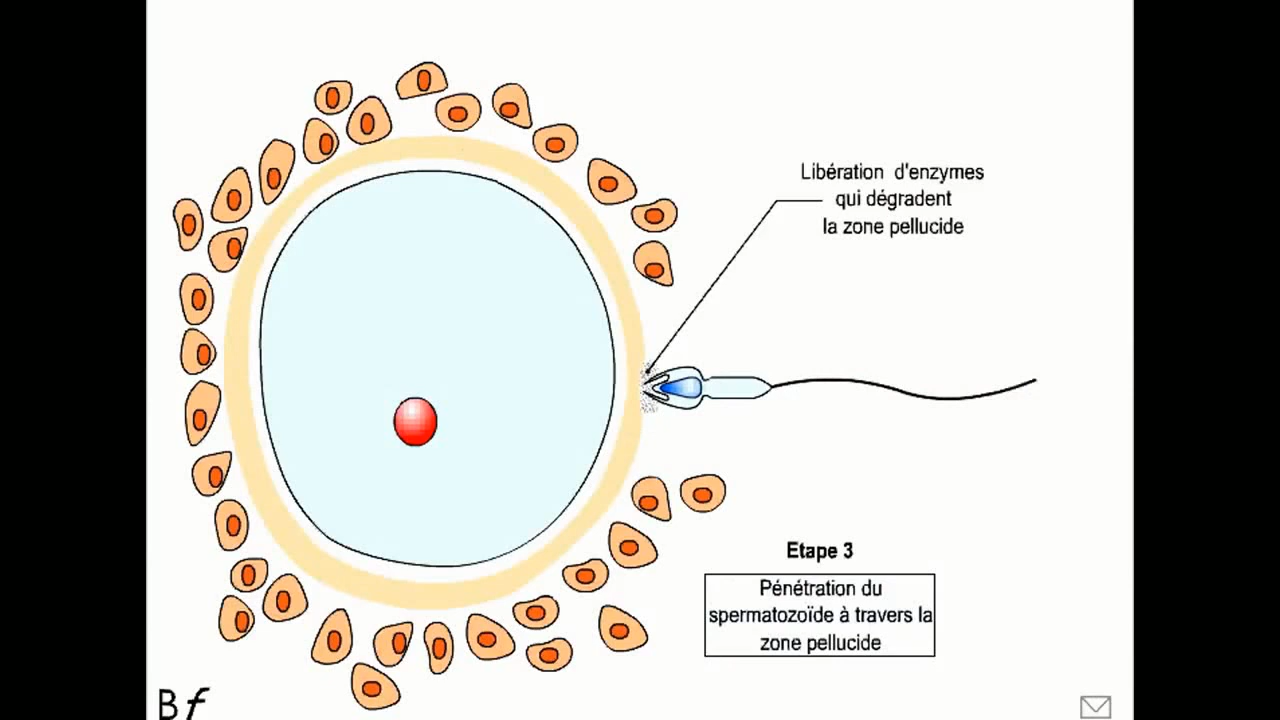 Libération d'enzymes
qui dégradent
la zone pellucide
Etape 3
Pénétration du
spermatozoïde à travers la
zone pellucide
Bf